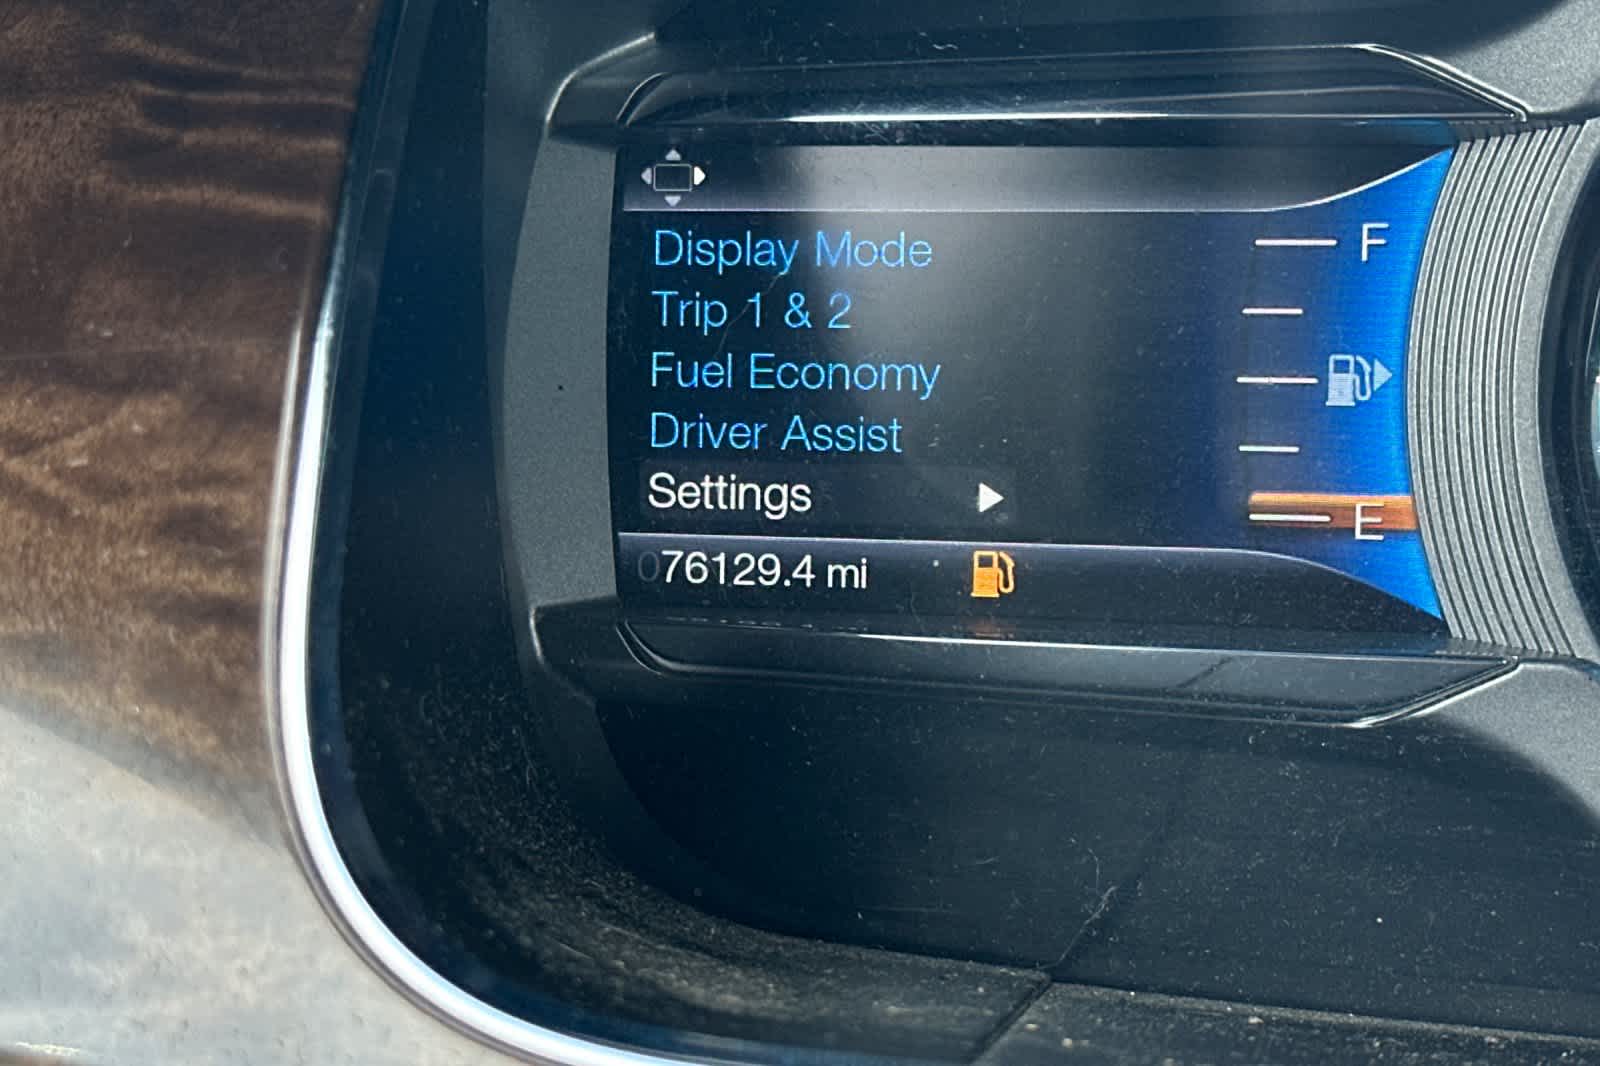 Display Mode
Trip 1 & 2
Fuel Economy
Driver Assist
Settings
076129.4 mi
F
E